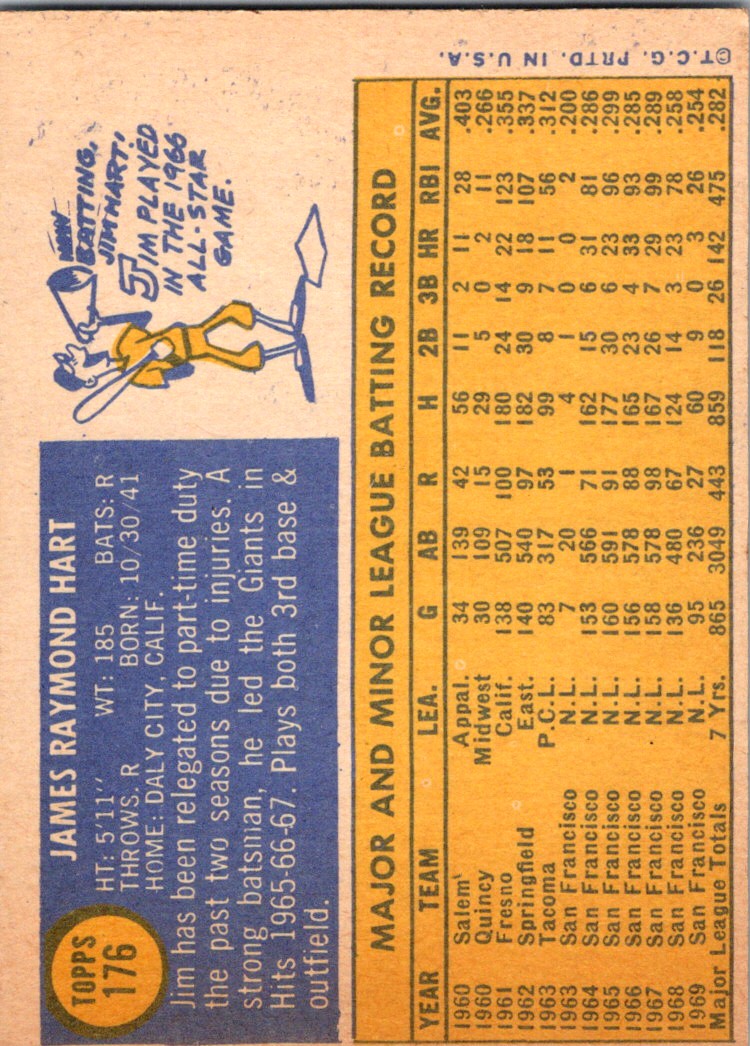 TOPPS
176
JAMES RAYMOND HART
HT: 5'11" WT: 185 BATS: R
THROWS: R BORN: 10/30/41
HOME: DALY CITY, CALIF.
Jim has been relegated to part-time duty
the past two seasons due to injuries. A
strong batsman, he led the Giants in
Hits 1965-66-67. Plays both 3rd base &
outfield.
NOW
BATTING,
JIM HART!
JIM PLAYED
IN THE 1966
ALL-STAR
GAME.
MAJOR AND MINOR LEAGUE BATTING RECORD
YEAR TEAM LEA. G AB R H 2B 3B HR RBI AVG.
1960 Salem Appal. 34 139 42 56 11 2 11 28 .403
1960 Quincy Midwest 30 109 15 29 5 0 2 11 .266
1961 Fresno Calif. 138 507 100 180 24 14 22 123 .355
1962 Springfield East. 140 540 97 182 30 9 18 107 .337
1963 Tacoma P.C.L. 83 317 53 99 8 7 11 56 .312
1963 San Francisco N.L. 7 20 1 4 1 0 0 2 .200
1964 San Francisco N.L. 153 566 71 162 15 6 31 81 .286
1965 San Francisco N.L. 160 591 91 177 30 6 23 96 .299
1966 San Francisco N.L. 156 578 88 165 23 4 33 93 .285
1967 San Francisco N.L. 158 578 98 167 26 7 29 99 .289
1968 San Francisco N.L. 136 480 67 124 14 3 23 78 .258
1969 San Francisco N.L. 95 236 27 60 9 0 3 26 .254
Major League Totals 7 Yrs. 865 3049 443 859 118 26 142 475 .282
©T.C.G. PRTD. IN U.S.A.